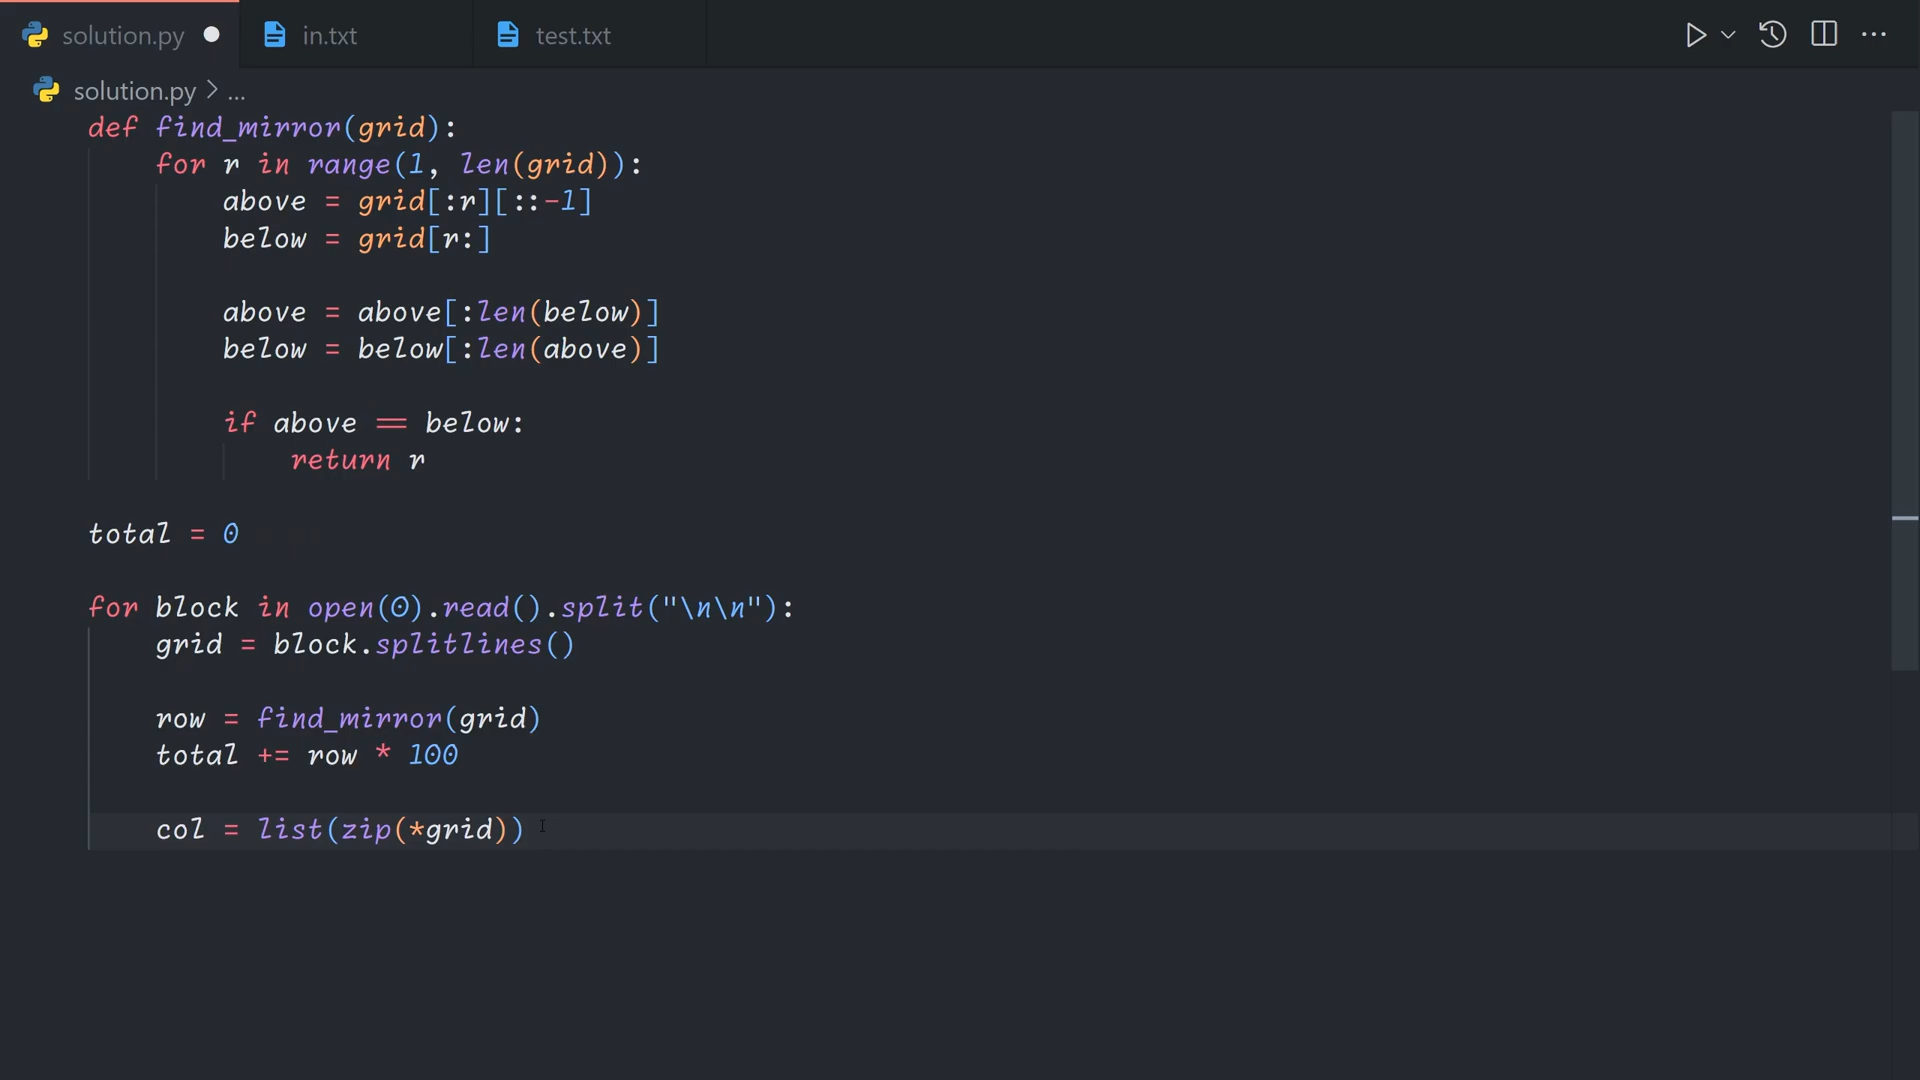 solution.py in.txt test.txt
solution.py > ...
def find_mirror(grid):
    for r in range(1, len(grid)):
        above = grid[:r][::-1]
        below = grid[r:]

        above = above[:len(below)]
        below = below[:len(above)]

        if above == below:
            return r

total = 0

for block in open(0).read().split("\n\n"):
    grid = block.splitlines()

    row = find_mirror(grid)
    total += row * 100

    col = list(zip(*grid))